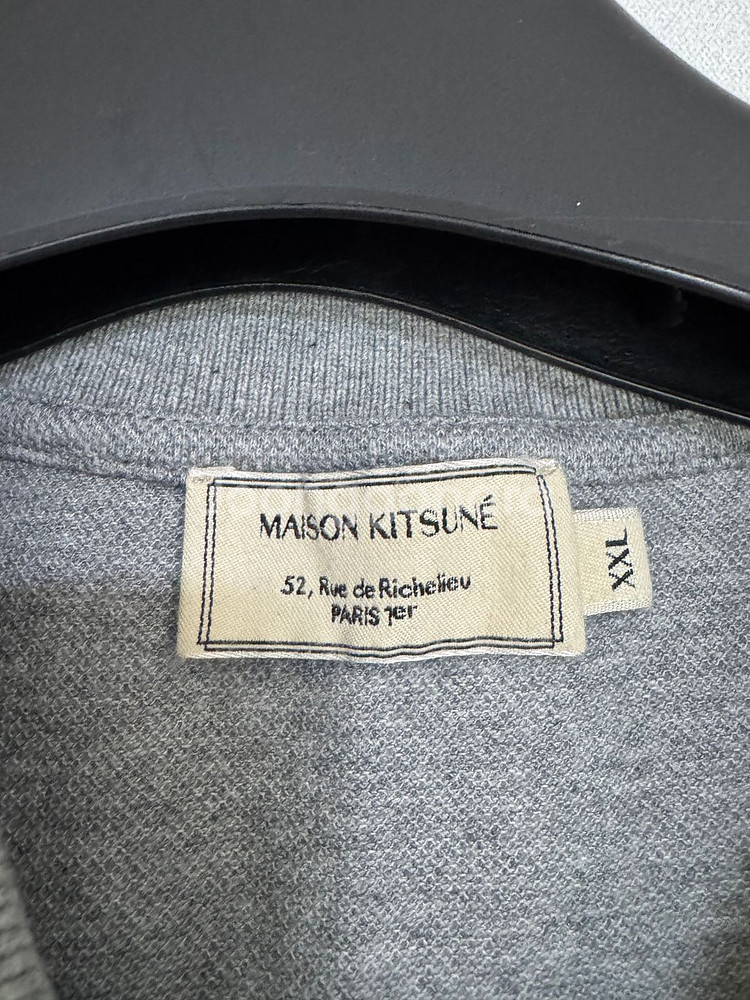 MAISON KITSUNÉ
52, Rue de Richelieu
PARIS 1er
XXL